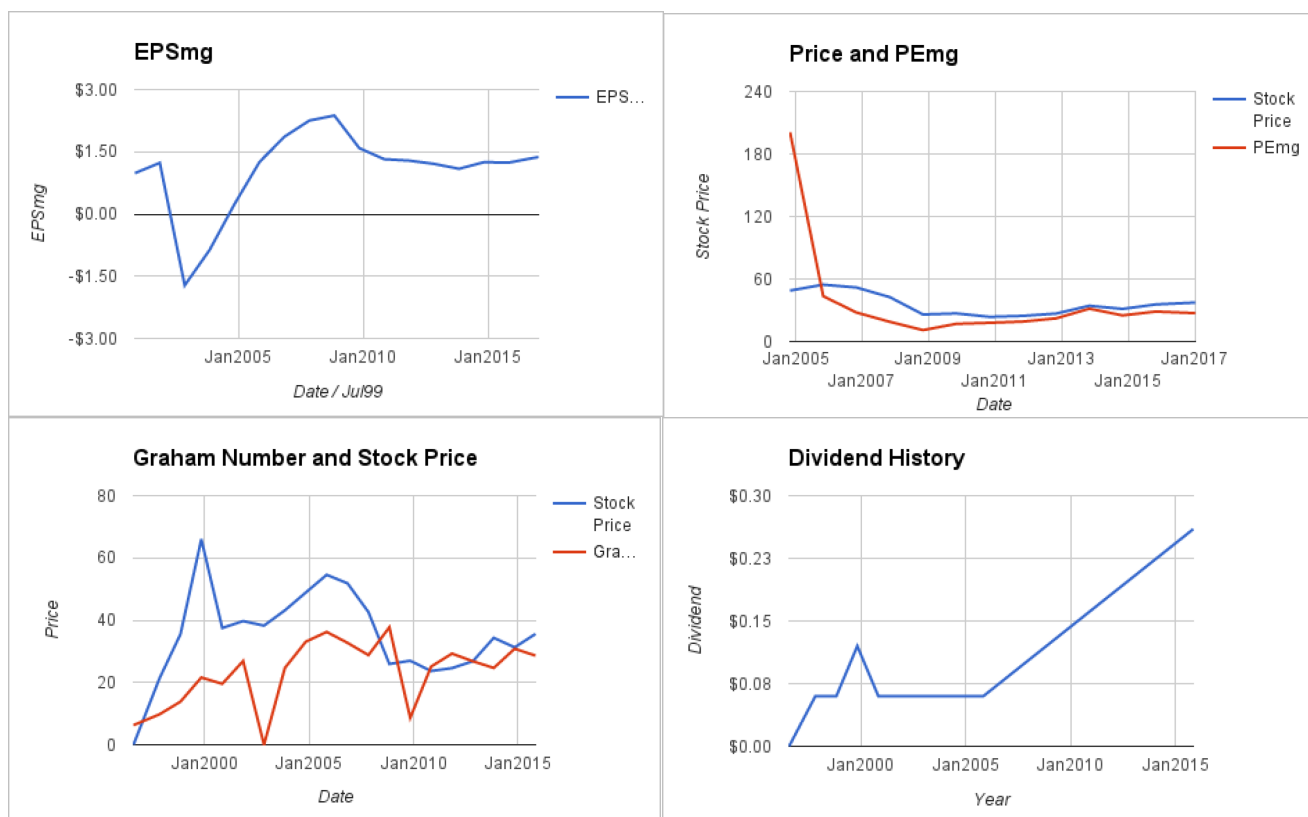 EPSmg
$3.00
$1.50
$0.00
-$1.50
-$3.00
EPSmg
Jan2005
Jan2010
Jan2015
Date / Jul99
EPS...
Price and PEmg
240
180
120
60
0
Stock Price
Jan2005
Jan2007
Jan2009
Jan2011
Jan2013
Jan2015
Jan2017
Date
Stock
Price
PEmg
Graham Number and Stock Price
80
60
40
20
0
Price
Jan2000
Jan2005
Jan2010
Jan2015
Date
Stock
Price
Gra...
Dividend History
$0.30
$0.23
$0.15
$0.08
$0.00
Dividend
Jan2000
Jan2005
Jan2010
Jan2015
Year